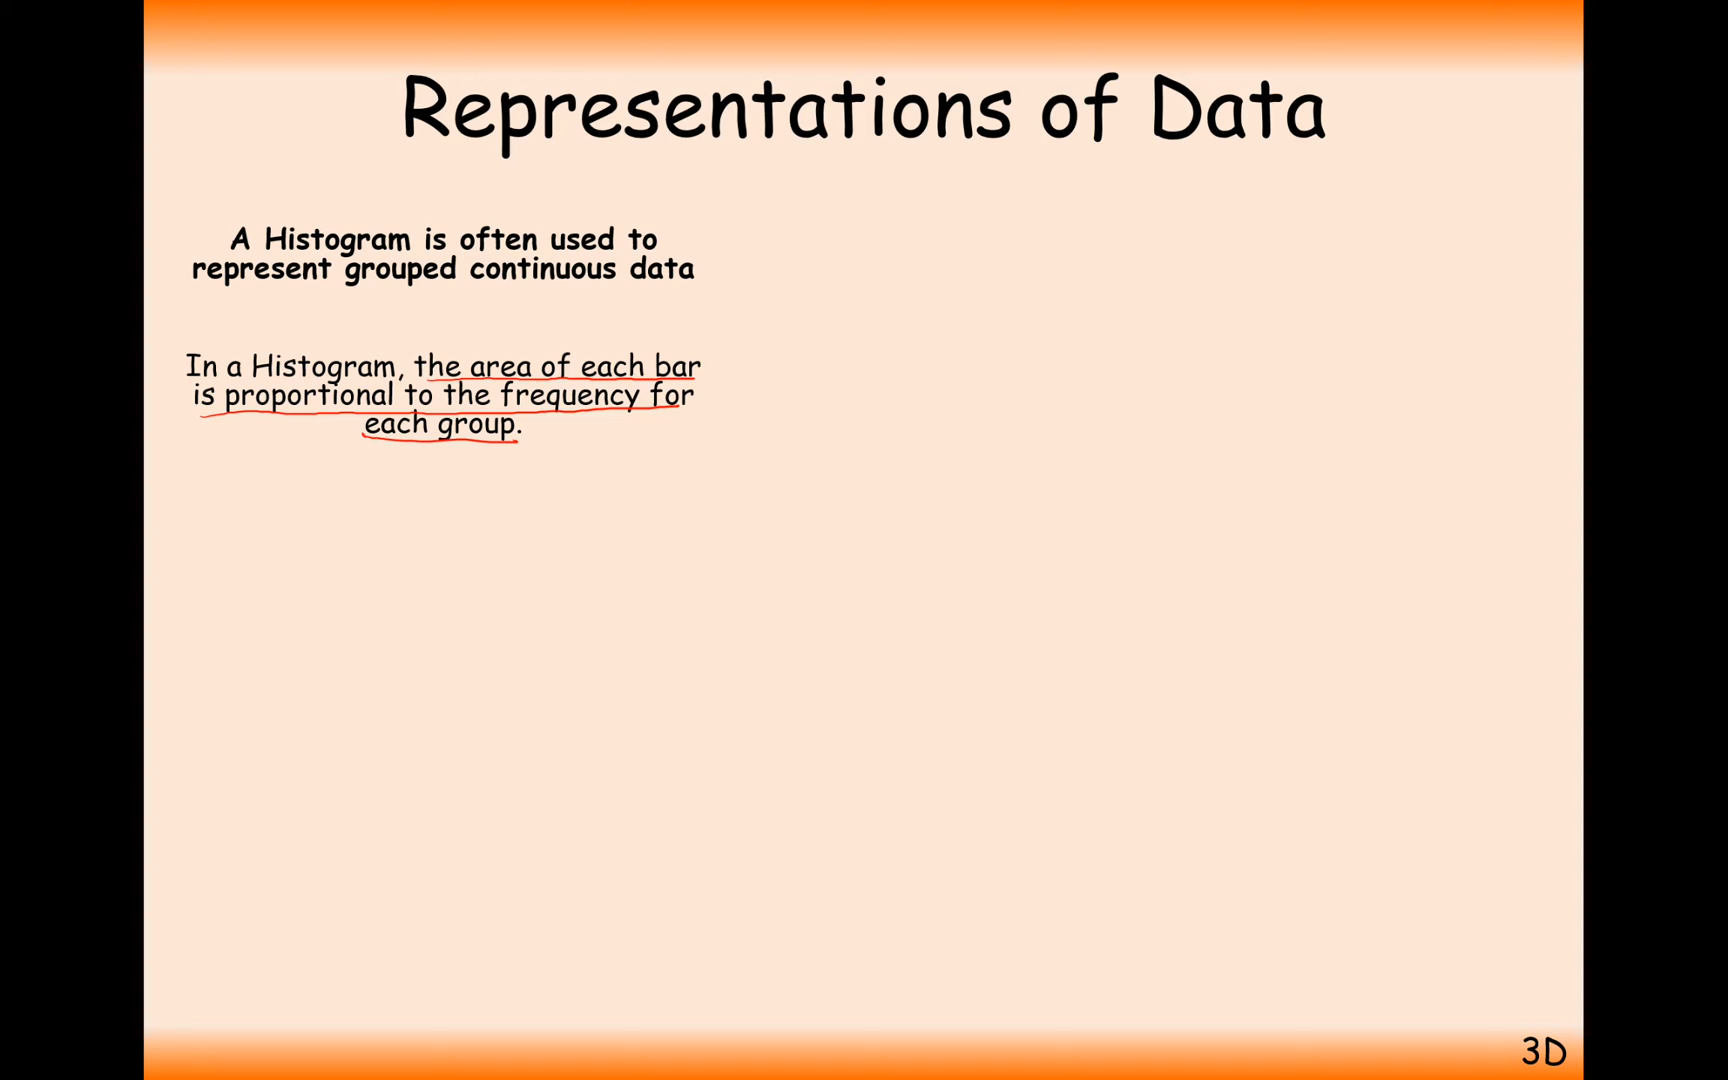 Representations of Data
A Histogram is often used to
represent grouped continuous data
In a Histogram, the area of each bar
is proportional to the frequency for
each group.
3D